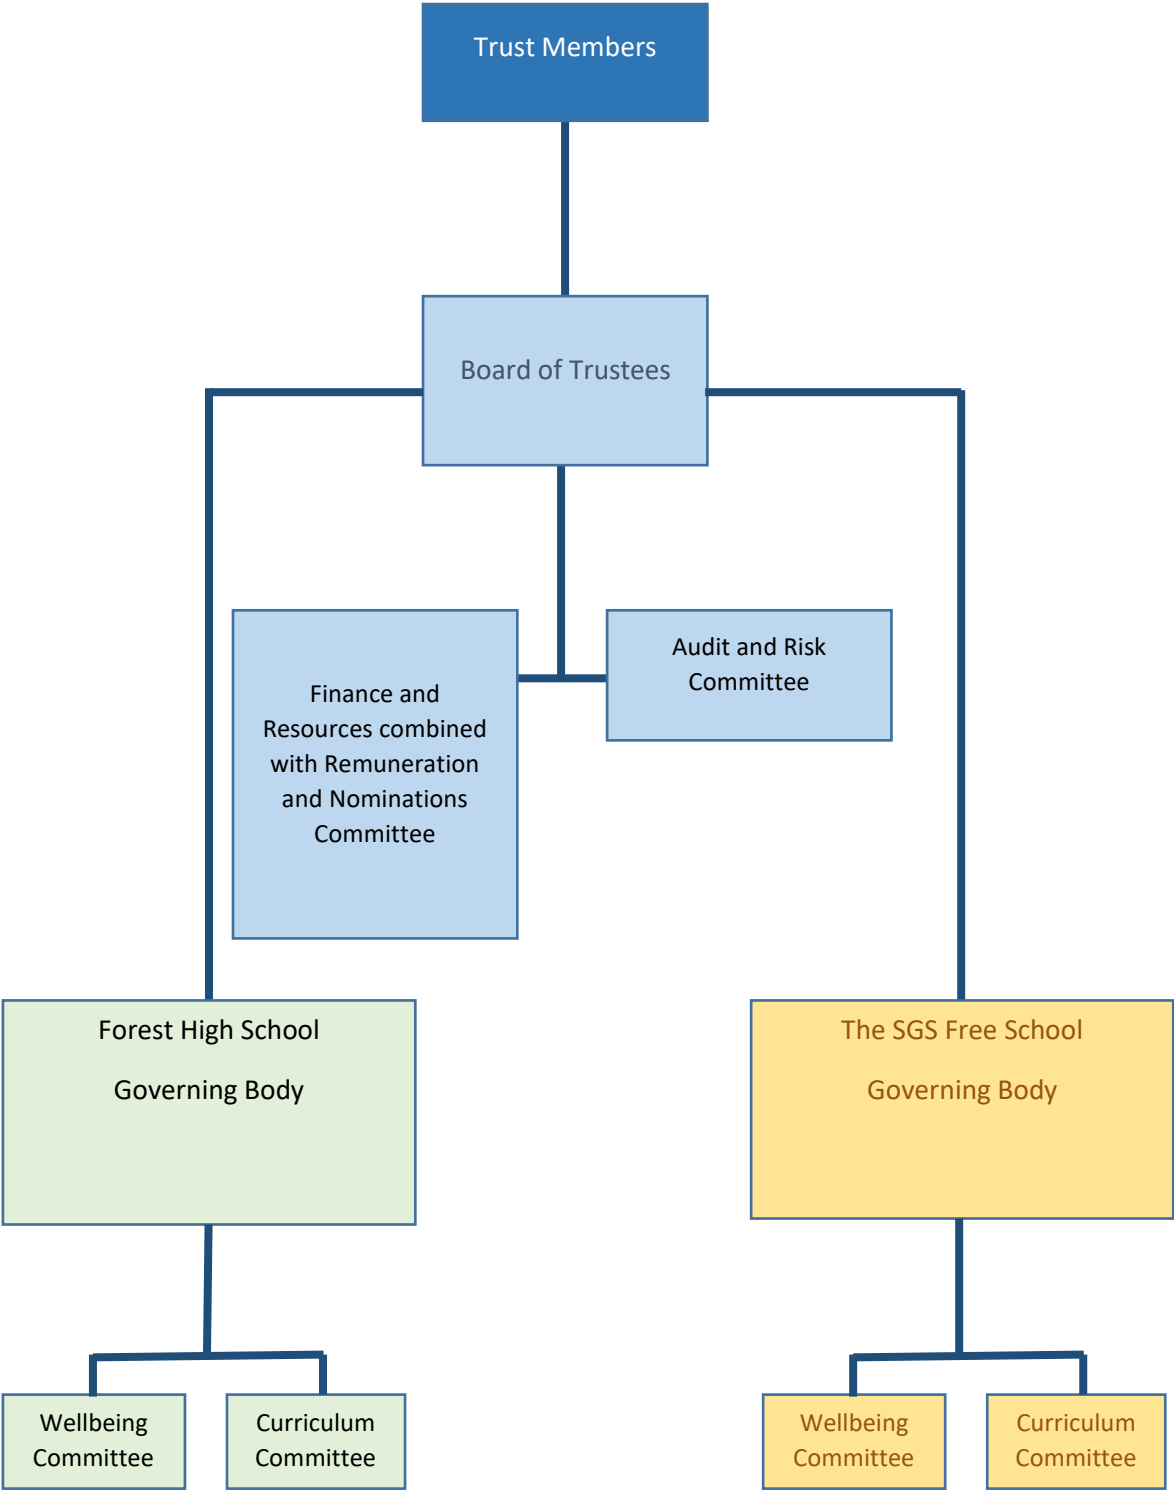 Trust Members
Board of Trustees
Finance and
Resources combined
with Remuneration
and Nominations
Committee
Audit and Risk
Committee
Forest High School
Governing Body
The SGS Free School
Governing Body
Wellbeing
Committee
Curriculum
Committee
Wellbeing
Committee
Curriculum
Committee